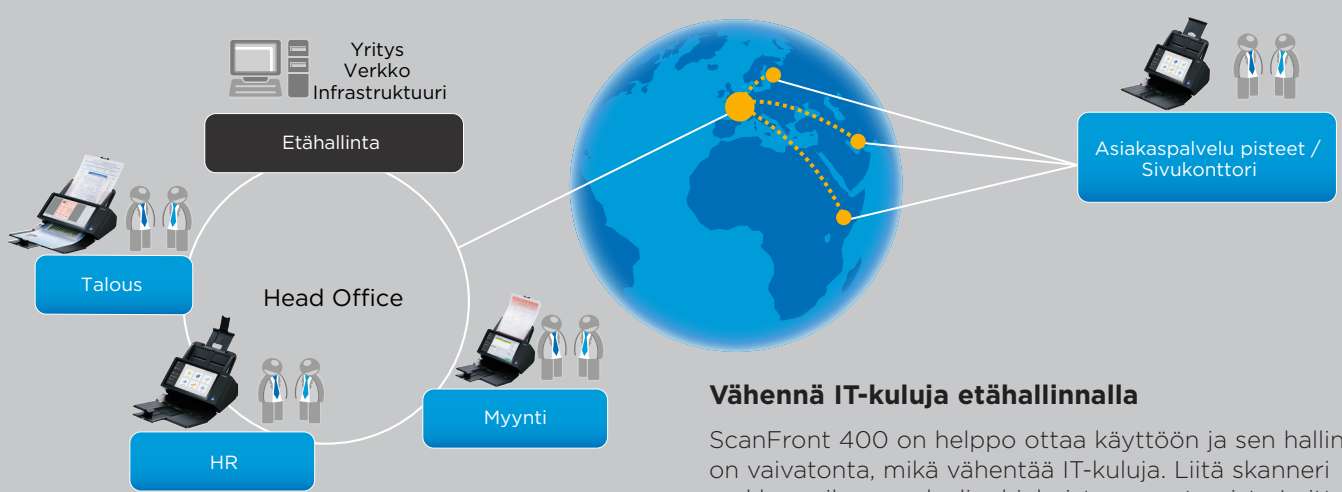 Yritys
Verkko
Infrastruktuuri
Etähallinta
Asiakaspalvelu pisteet /
Sivukonttori
Talous
Head Office
Myynti
HR
Vähennä IT-kuluja etähallinnalla
ScanFront 400 on helppo ottaa käyttöön ja sen
on vaivatonta, mikä vähentää IT-kuluja. Liitä skanneri